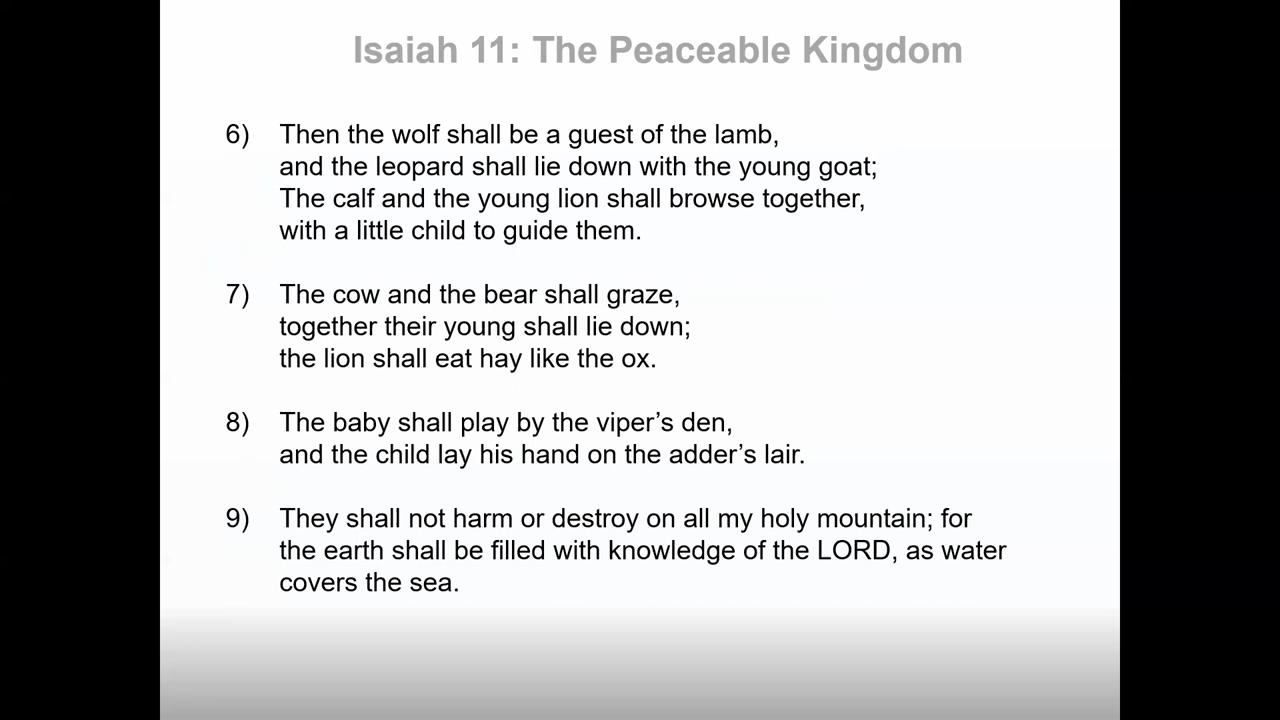 Isaiah 11: The Peaceable Kingdom
6) Then the wolf shall be a guest of the lamb,
and the leopard shall lie down with the young goat;
The calf and the young lion shall browse together,
with a little child to guide them.
7) The cow and the bear shall graze,
together their young shall lie down;
the lion shall eat hay like the ox.
8) The baby shall play by the viper’s den,
and the child lay his hand on the adder’s lair.
9) They shall not harm or destroy on all my holy mountain; for
the earth shall be filled with knowledge of the LORD, as water
covers the sea.